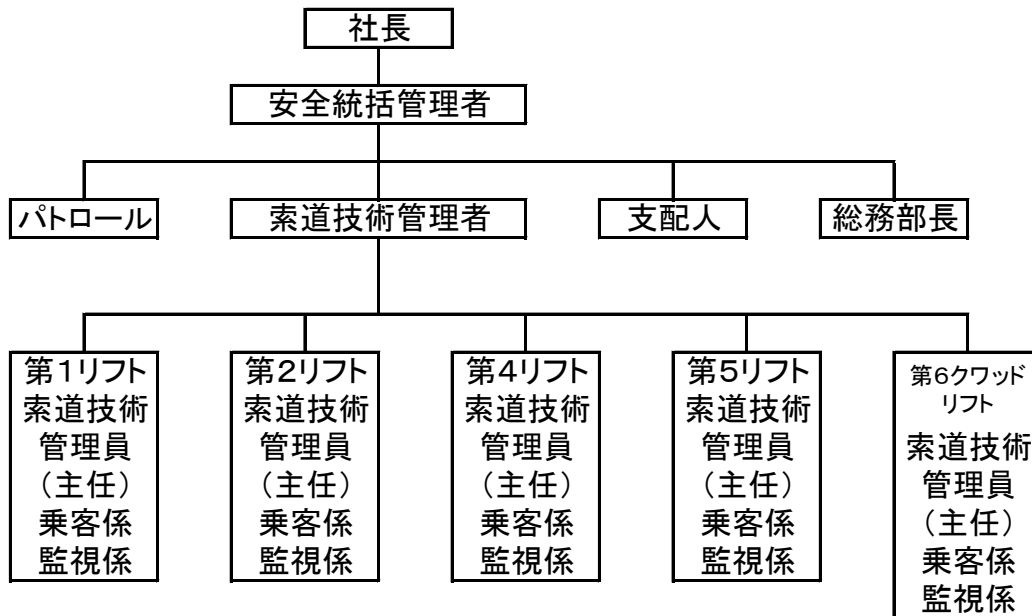 社長
安全統括管理者
パトロール
索道技術管理者
支配人
総務部長
第1リフト
索道技術
管理員
（主任）
乗客係
監視係
第2リフト
索道技術
管理員
（主任）
乗客係
監視係
第4リフト
索道技術
管理員
（主任）
乗客係
監視係
第5リフト
索道技術
管理員
（主任）
乗客係
監視係
第6クワッド
リフト
索道技術
管理員
（主任）
乗客係
監視係